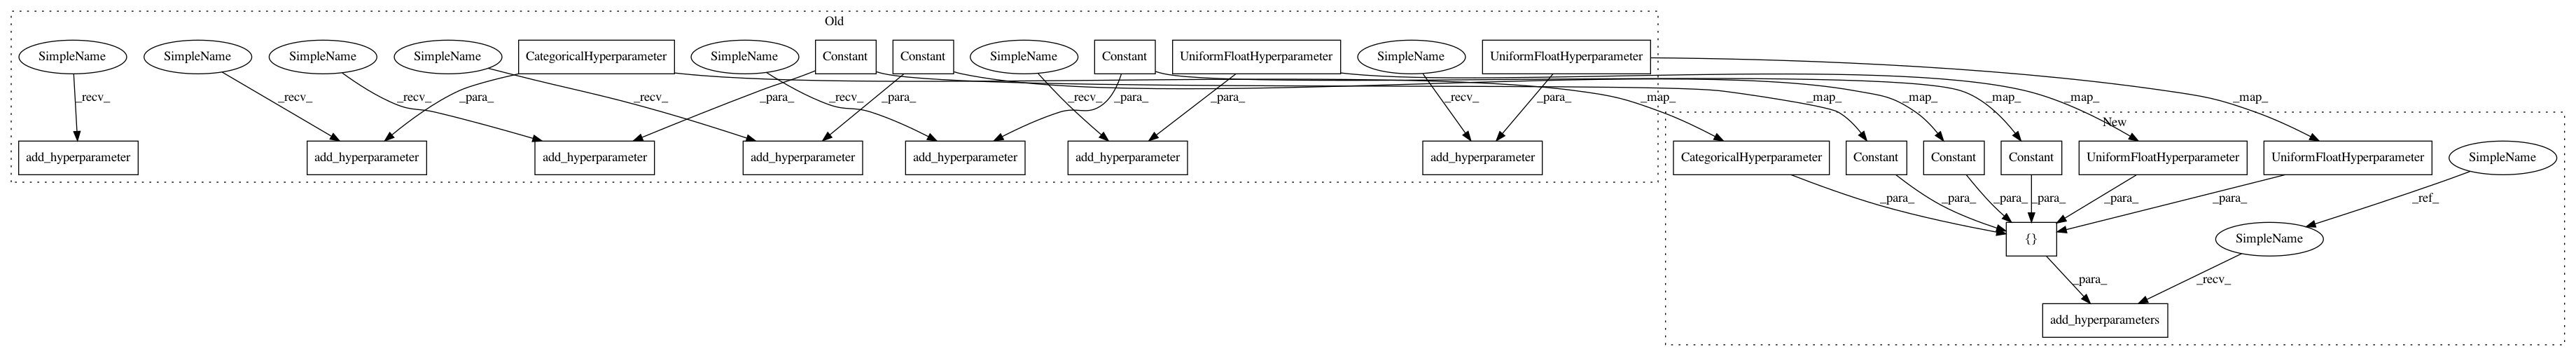 Old
SimpleName SimpleName SimpleName SimpleName CategoricalHyperparameter SimpleName Constant Constant SimpleName Constant UniformFloatHyperparameter SimpleName UniformFloatHyperparameter
_recv_ _recv_ _recv_ _para_ _recv_ _para_ _para_ _recv_ _recv_ _para_ _para_ _recv_ _para_ _map_ _map_ _map_ _map_ _map_ _map_
New
add_hyperparameter add_hyperparameter add_hyperparameter add_hyperparameter add_hyperparameter add_hyperparameter add_hyperparameter CategoricalHyperparameter Constant Constant Constant UniformFloatHyperparameter UniformFloatHyperparameter SimpleName
_para_ _para_ _para_ _para_ _para_ _para_ _ref_
{} SimpleName
_para_ _recv_
add_hyperparameters